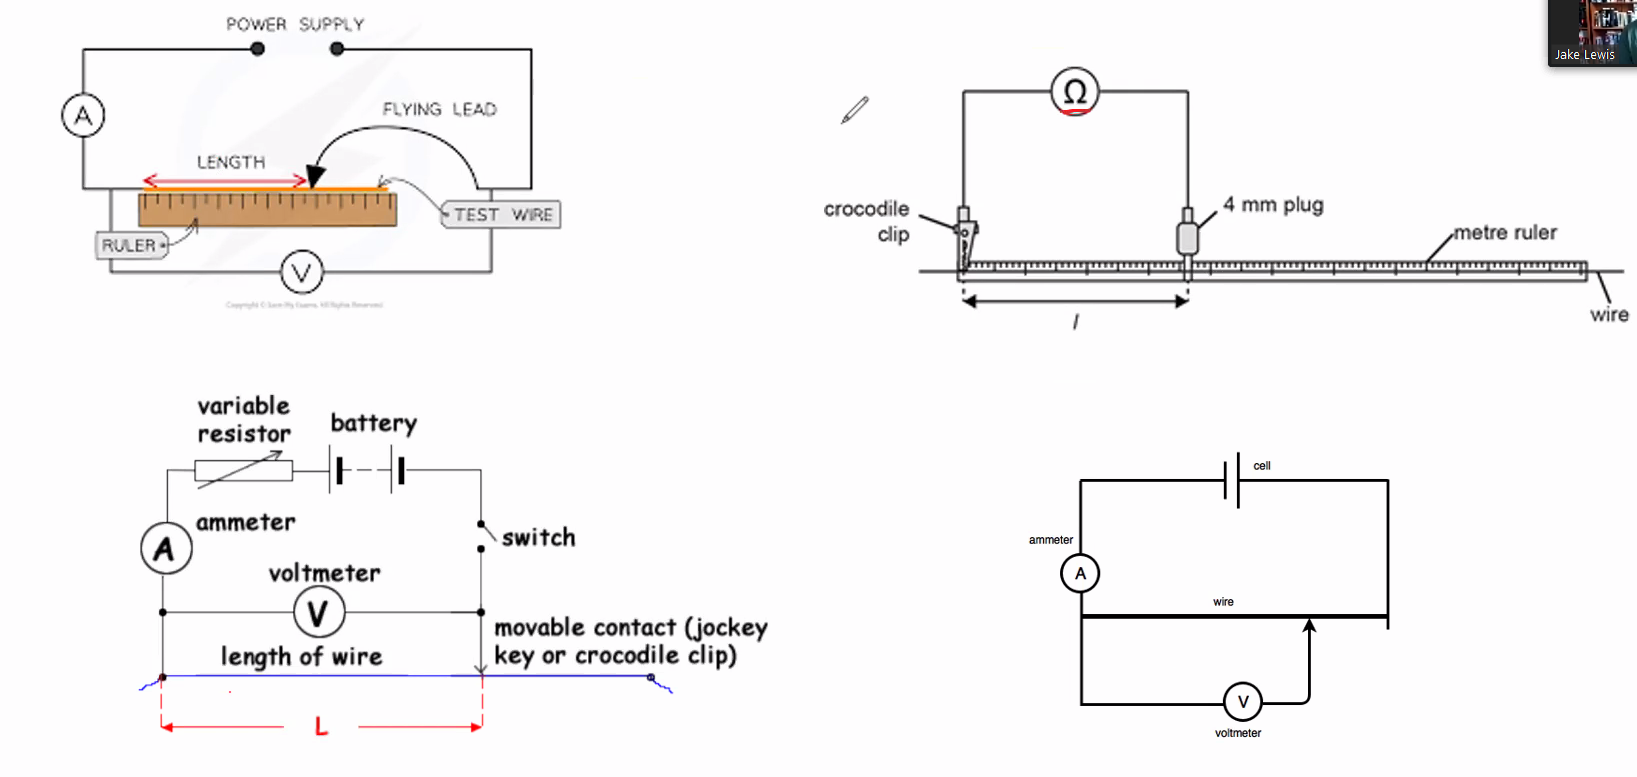 POWER SUPPLY
A
FLYING LEAD
LENGTH
TEST WIRE
RULER
V
Copyright © Save My Exams. All Rights Reserved
Jake Lewis
Ω
crocodile
clip
4 mm plug
metre ruler
l
wire
variable
resistor
battery
ammeter
A
switch
voltmeter
V
movable contact (jockey
key or crocodile clip)
length of wire
L
cell
ammeter
A
wire
V
voltmeter